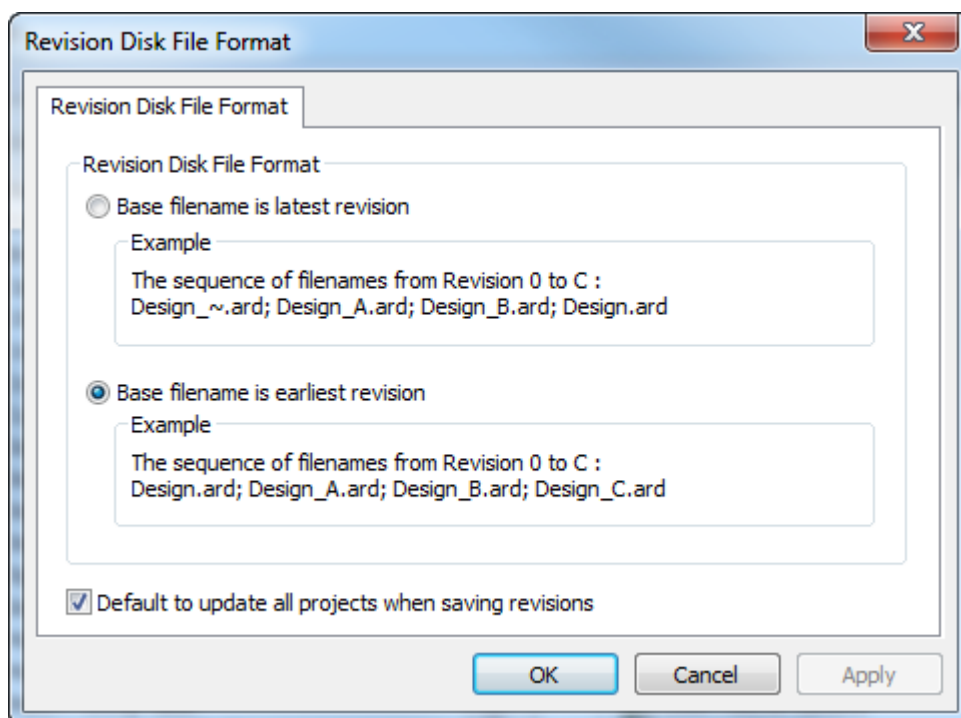 Revision Disk File Format
Revision Disk File Format
Revision Disk File Format
Base filename is latest revision
Example
The sequence of filenames from Revision 0 to C :
Design_~.ard; Design_A.ard; Design_B.ard; Design.ard
Base filename is earliest revision
Example
The sequence of filenames from Revision 0 to C :
Design.ard; Design_A.ard; Design_B.ard; Design_C.ard
Default to update all projects when saving revisions
OK Cancel Apply